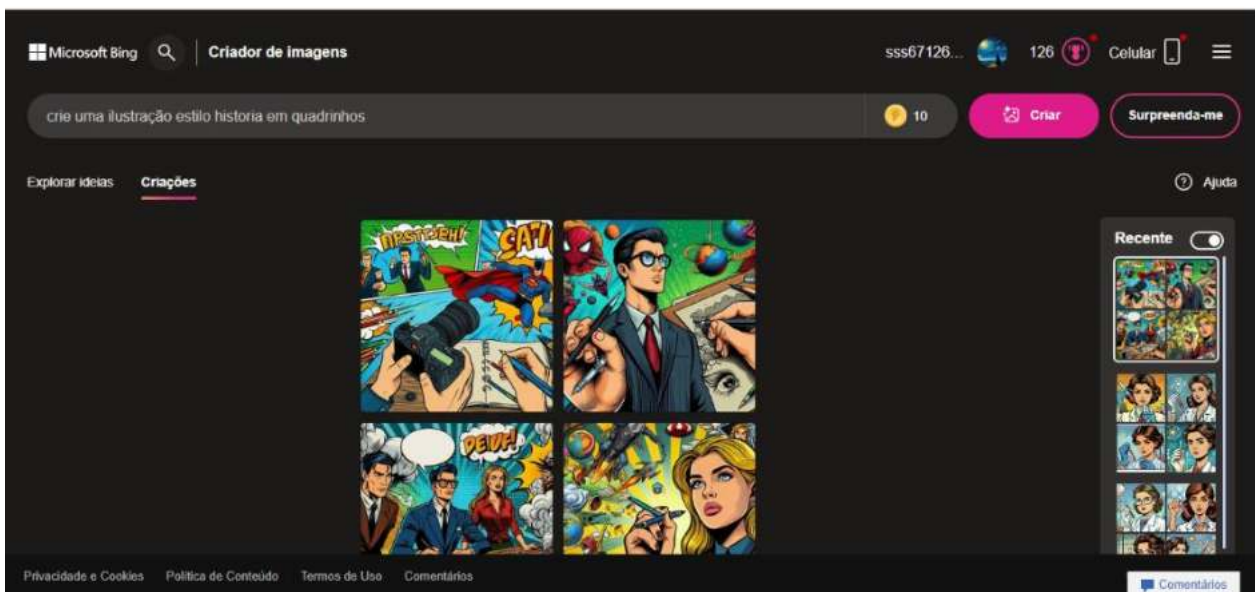 Microsoft Bing
Criador de imagens
sss67126...
126
Celular
crie uma ilustração estilo historia em quadrinhos
10
Criar
Surpreenda-me
Explorar ideias
Criações
Ajuda
Recente
DEIUF!
Privacidade e Cookies
Política de Conteúdo
Termos de Uso
Comentários
Comentários